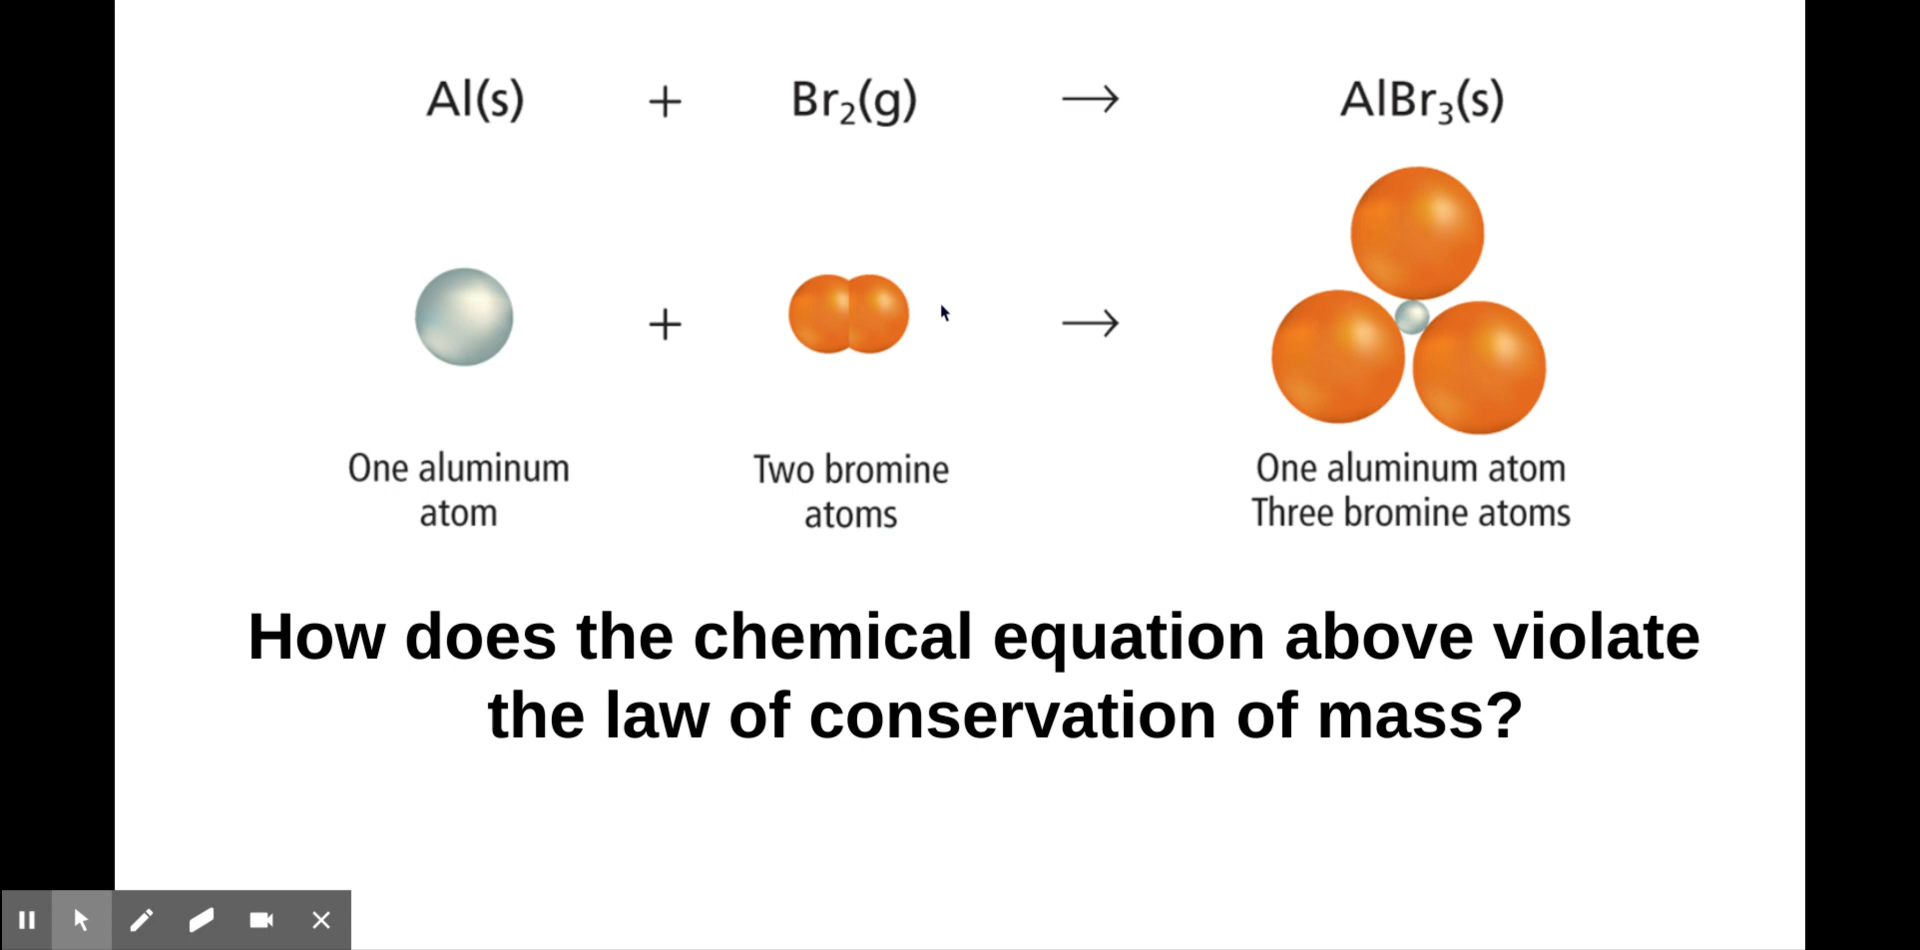 Al(s) + Br₂(g) → AlBr₃(s)
+ →
One aluminum atom
Two bromine atoms
One aluminum atom
Three bromine atoms
How does the chemical equation above violate
the law of conservation of mass?